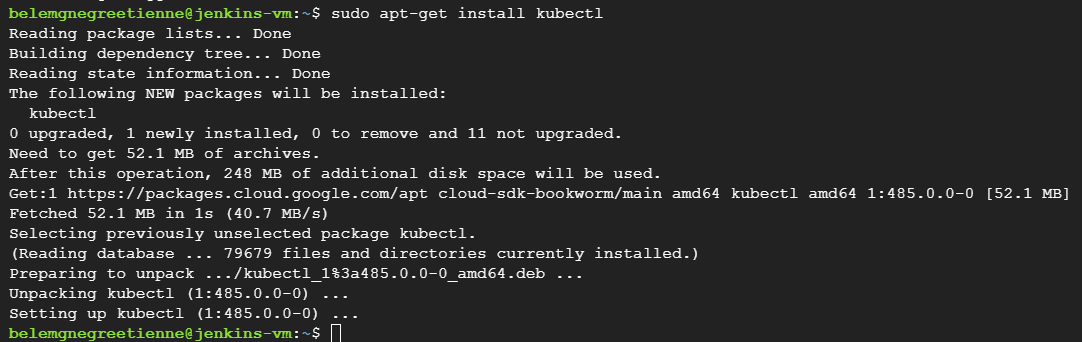 belemgnegreetienne@jenkins-vm:~$ sudo apt-get install kubectl
Reading package lists... Done
Building dependency tree... Done
Reading state information... Done
The following NEW packages will be installed:
  kubectl
0 upgraded, 1 newly installed, 0 to remove and 11 not upgraded.
Need to get 52.1 MB of archives.
After this operation, 248 MB of additional disk space will be used.
Get:1 https://packages.cloud.google.com/apt cloud-sdk-bookworm/main amd64 kubectl amd64 1:485.0.0-0 [52.1 MB]
Fetched 52.1 MB in 1s (40.7 MB/s)
Selecting previously unselected package kubectl.
(Reading database ... 79679 files and directories currently installed.)
Preparing to unpack .../kubectl_1%3a485.0.0-0_amd64.deb ...
Unpacking kubectl (1:485.0.0-0) ...
Setting up kubectl (1:485.0.0-0) ...
belemgnegreetienne@jenkins-vm:~$